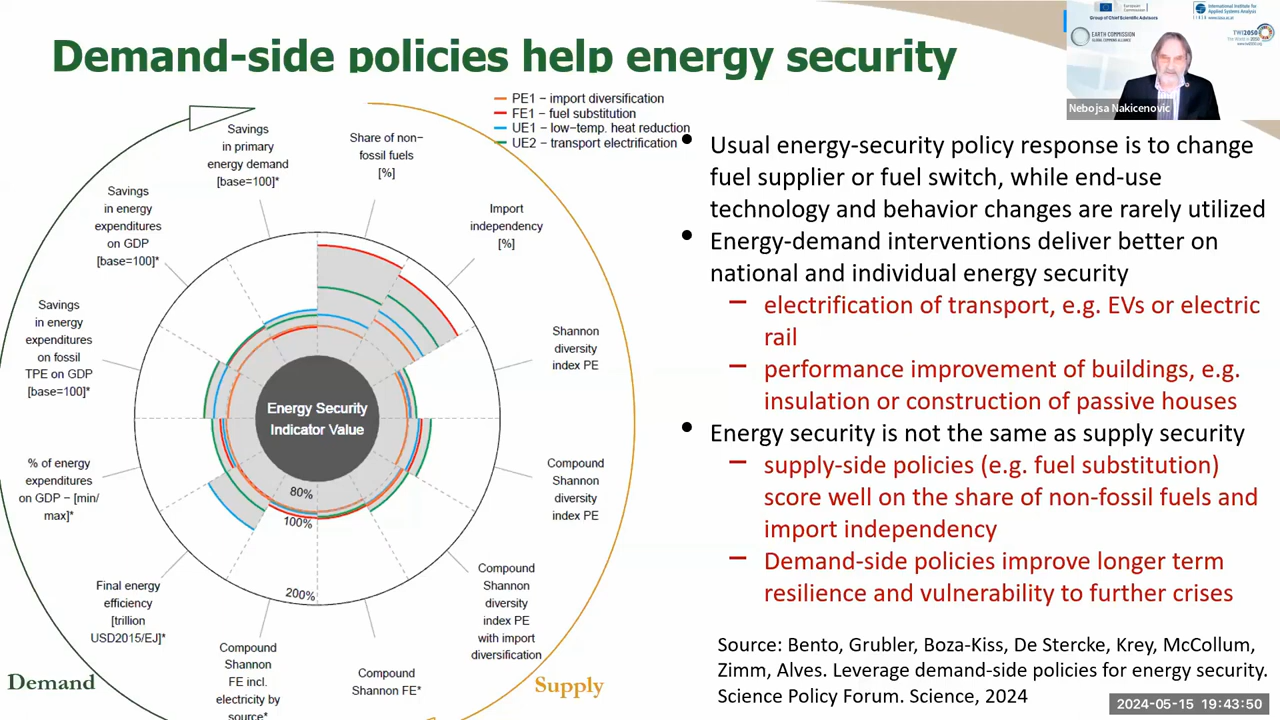 Demand-side policies help energy security
European
Commission
Group of Chief Scientific Advisors
International Institute for
Applied Systems Analysis
EARTH COMMISSION
GLOBAL COMMONS ALLIANCE
TWI2050
The World in 2050
Nebojsa Nakicenovic
PE1 – import diversification
FE1 – fuel substitution
UE1 – low–temp. heat reduction
UE2 – transport electrification
Savings
in primary
energy demand
[base=100]*
Share of non–
fossil fuels
[%]
Import
independency
[%]
Shannon
diversity
index PE
Compound
Shannon
diversity
index PE
Compound
Shannon
diversity
index PE
with import
diversification
Compound
Shannon FE*
Compound
Shannon
FE incl.
electricity by
source*
Final energy
efficiency
[trillion
USD2015/EJ]*
% of energy
expenditures
on GDP – [min/
max]*
Savings
in energy
expenditures
on fossil
TPE on GDP
[base=100]*
Savings
in energy
expenditures
on GDP
[base=100]*
Energy Security
Indicator Value
80%
100%
200%
Demand
Supply
• Usual energy-security policy response is to change
fuel supplier or fuel switch, while end-use
technology and behavior changes are rarely utilized
• Energy-demand interventions deliver better on
national and individual energy security
– electrification of transport, e.g. EVs or electric
rail
– performance improvement of buildings, e.g.
insulation or construction of passive houses
• Energy security is not the same as supply security
– supply-side policies (e.g. fuel substitution)
score well on the share of non-fossil fuels and
import independency
– Demand-side policies improve longer term
resilience and vulnerability to further crises
Source: Bento, Grubler, Boza-Kiss, De Stercke, Krey, McCollum,
Zimm, Alves. Leverage demand-side policies for energy security.
Science Policy Forum. Science, 2024
2024-05-15 19:43:50